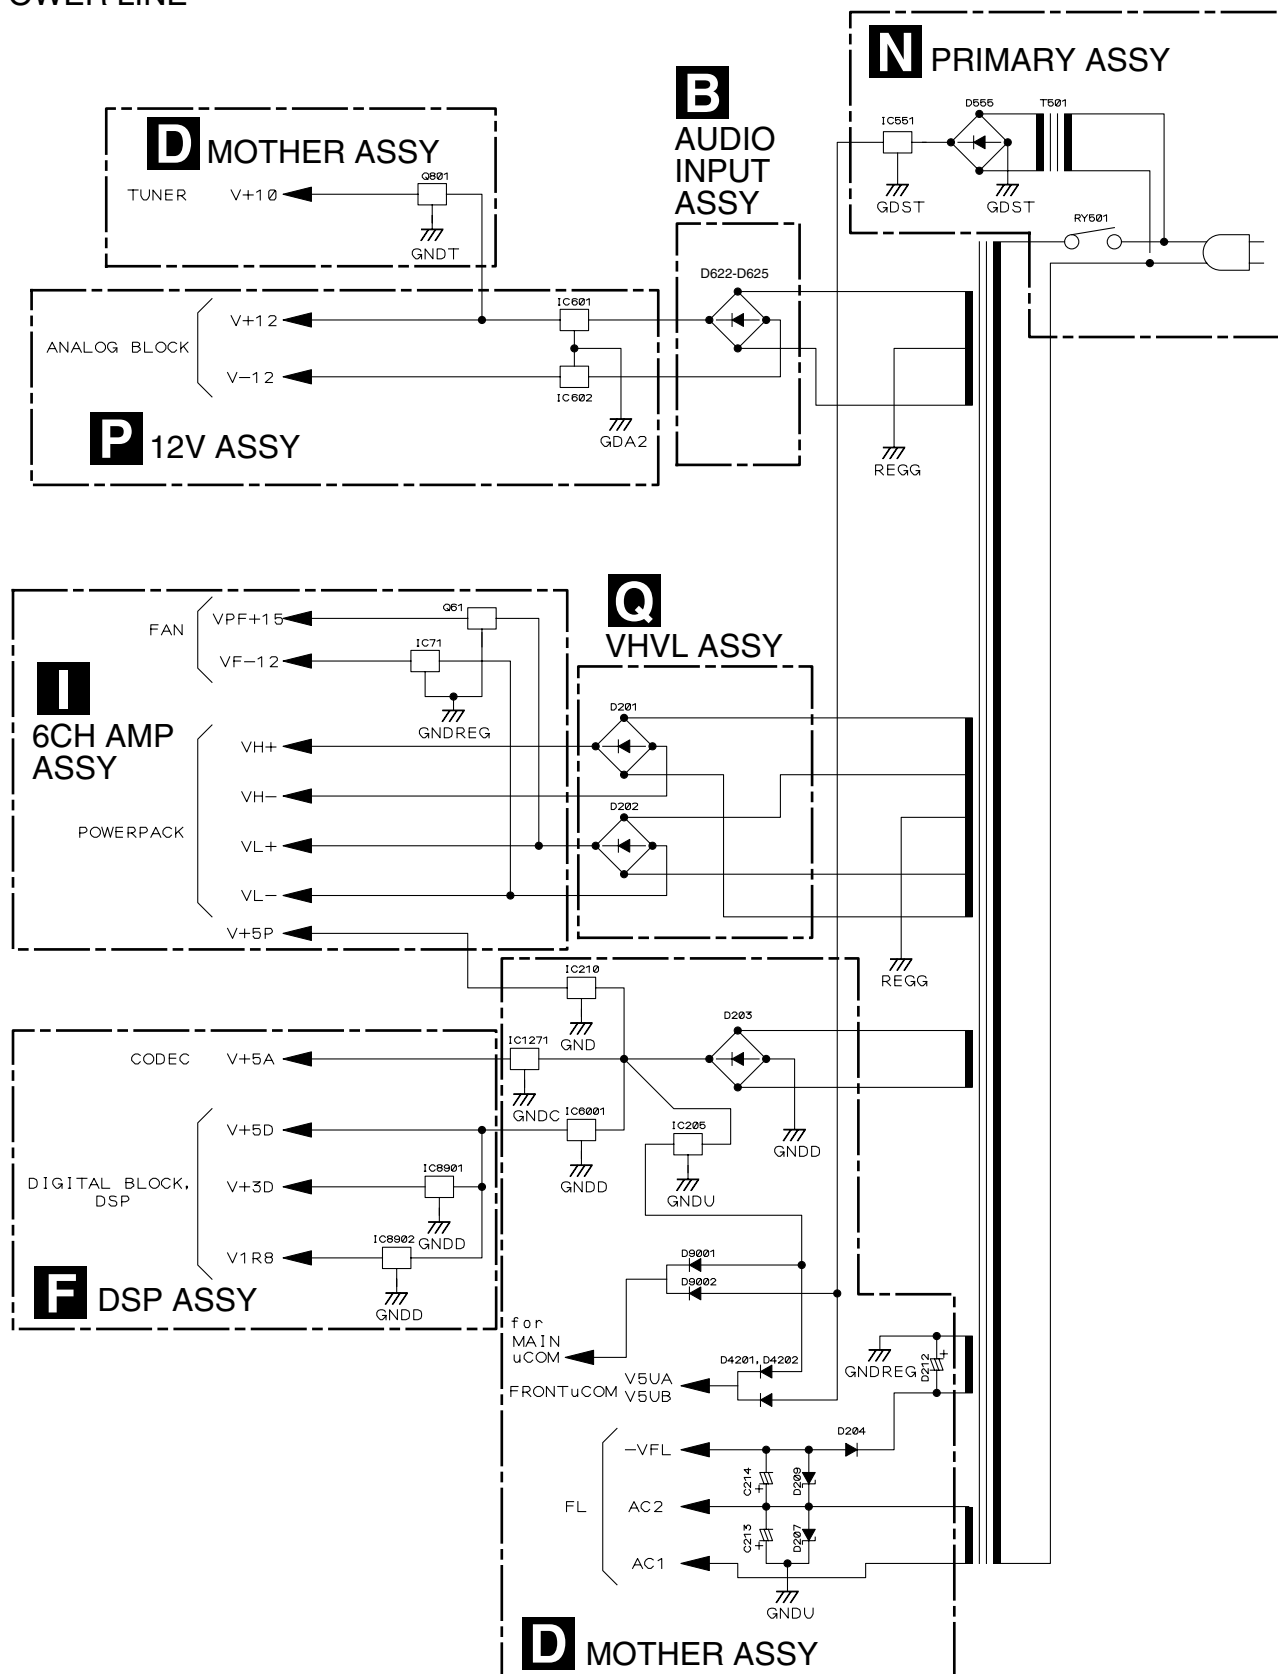 OWER LINE
N PRIMARY ASSY
D555
T501
IC551
GDST
GDST
RY501
B
AUDIO
INPUT
ASSY
D622-D625
D MOTHER ASSY
Q801
TUNER V+10
GNDT
IC601
V+12
ANALOG BLOCK
V-12
IC602
GDA2
P 12V ASSY
REGG
Q
VHVL ASSY
FAN
VPF+15
Q61
IC71
VF-12
I
6CH AMP
ASSY
GNDREG
D201
VH+
VH-
D202
POWERPACK
VL+
VL-
V+5P
REGG
IC210
GND
D203
IC1271
CODEC V+5A
GNDC
IC6001
V+5D
GNDD
IC205
GNDU
GNDD
IC8901
V+3D
DIGITAL BLOCK,
DSP
GNDD
IC8902
V1R8
GNDD
F DSP ASSY
D9001
D9002
for
MAIN
uCOM
D4201, D4202
FRONTuCOM
V5UA
V5UB
GNDREG
D212
+
D204
-VFL
C214
+
D209
FL
AC2
C213
+
D207
AC1
GNDU
D MOTHER ASSY